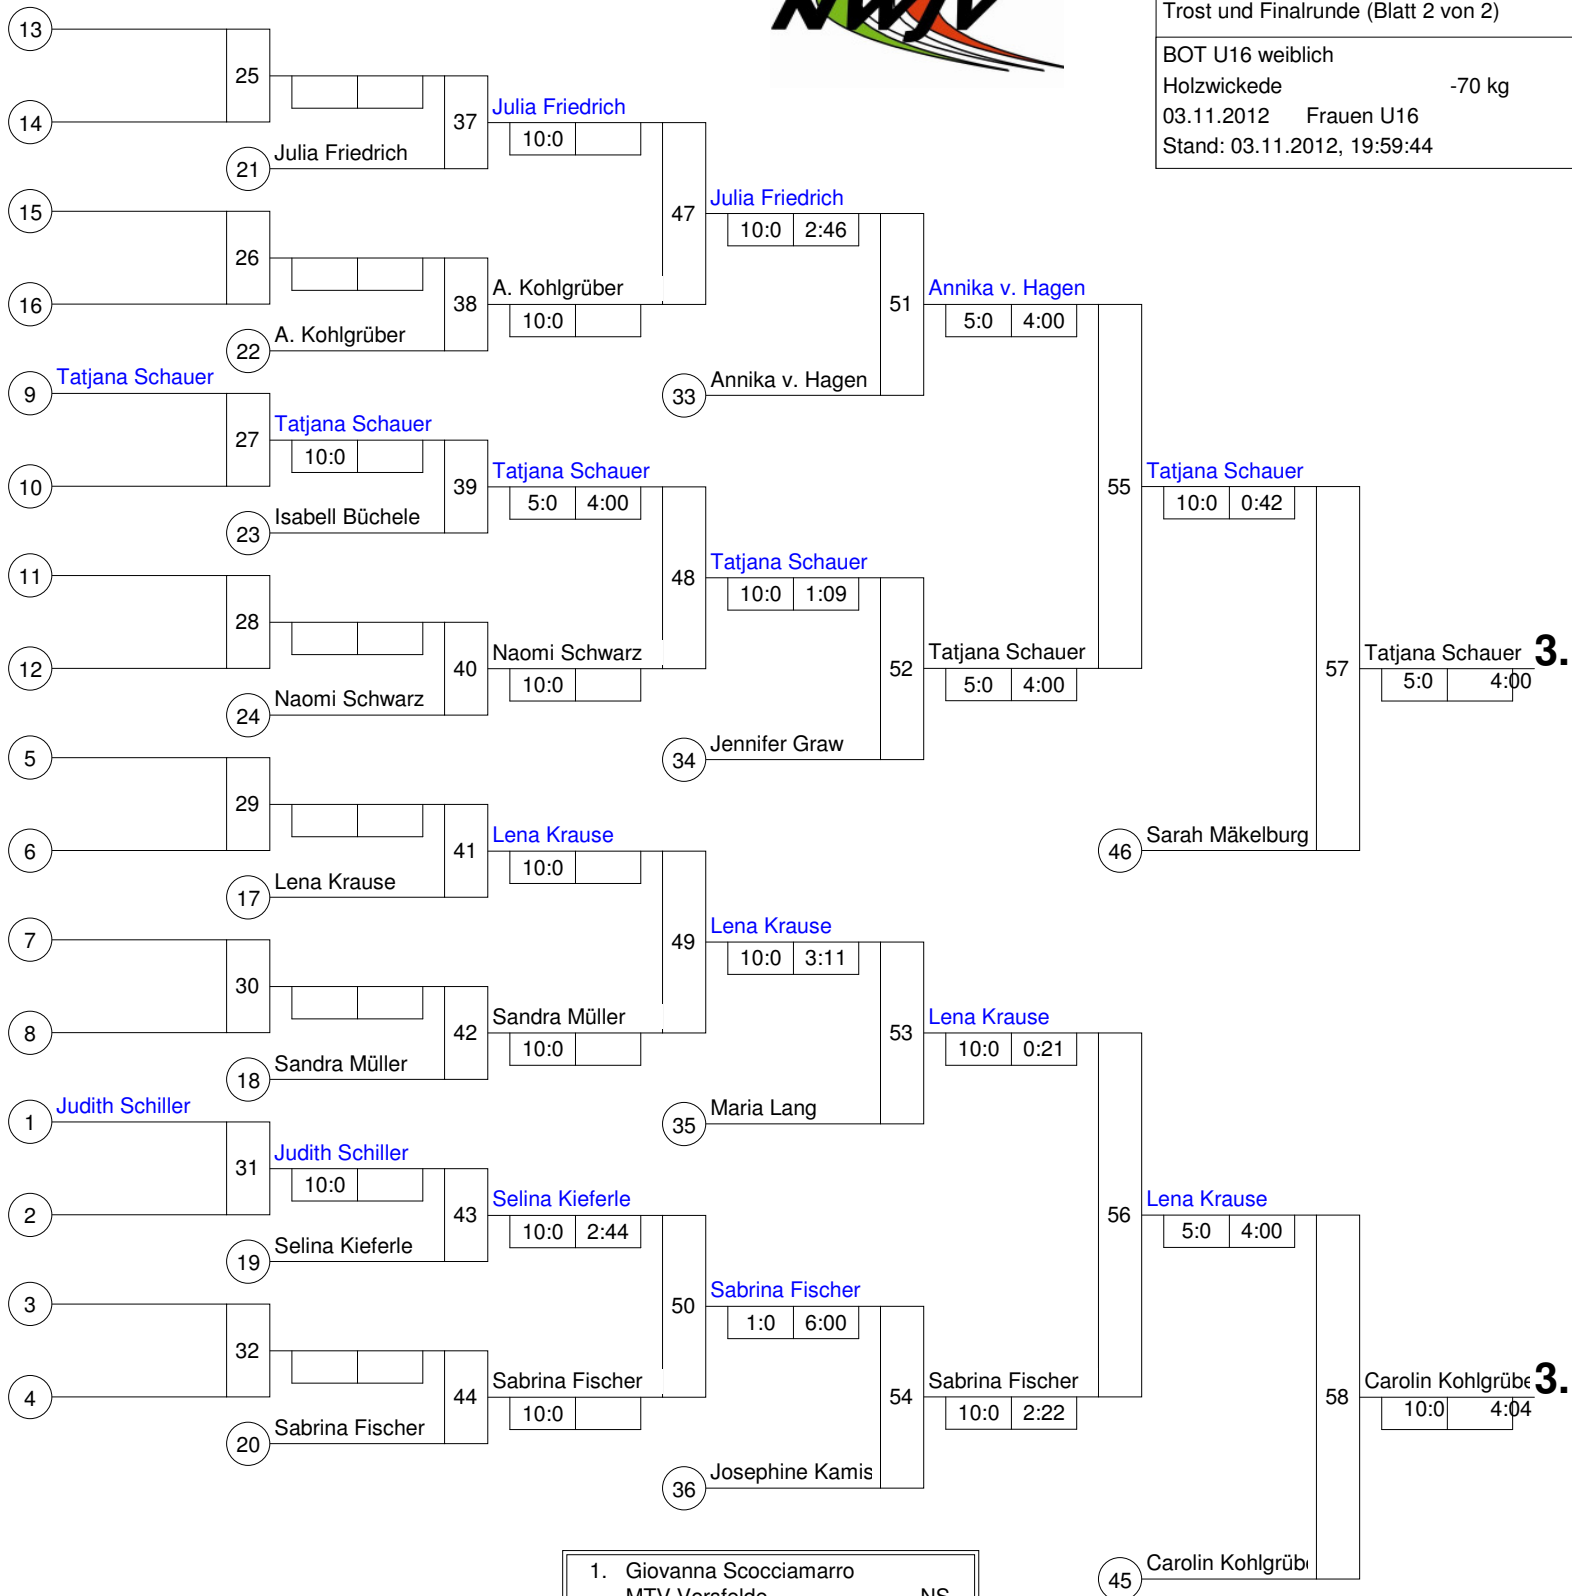 NWJV
Trost und Finalrunde (Blatt 2 von 2)
BOT U16 weiblich
Holzwickede -70 kg
03.11.2012 Frauen U16
Stand: 03.11.2012, 19:59:44
13
25
14
37
Julia Friedrich
10:0
21 Julia Friedrich
15
47
Julia Friedrich
10:0 2:46
26
16
38
A. Kohlgrüber
10:0
22 A. Kohlgrüber
51
Annika v. Hagen
5:0 4:00
33 Annika v. Hagen
9 Tatjana Schauer
27
Tatjana Schauer
10:0
10
39
Tatjana Schauer
5:0 4:00
23 Isabell Büchele
55
Tatjana Schauer
10:0 0:42
11
48
Tatjana Schauer
10:0 1:09
28
12
40
Naomi Schwarz
10:0
24 Naomi Schwarz
52
Tatjana Schauer
5:0 4:00
34 Jennifer Graw
57
Tatjana Schauer 3.
5:0 4:00
5
29
6
41
Lena Krause
10:0
46 Sarah Mäkelburg
17 Lena Krause
7
49
Lena Krause
10:0 3:11
30
8
42
Sandra Müller
10:0
18 Sandra Müller
53
Lena Krause
10:0 0:21
35 Maria Lang
1 Judith Schiller
31
Judith Schiller
10:0
2
43
Selina Kieferle
10:0 2:44
19 Selina Kieferle
56
Lena Krause
5:0 4:00
3
50
Sabrina Fischer
1:0 6:00
32
4
44
Sabrina Fischer
10:0
20 Sabrina Fischer
54
Sabrina Fischer
10:0 2:22
36 Josephine Kamis
58
Carolin Kohlgrübe 3.
10:0 4:04
45 Carolin Kohlgrüb
1. Giovanna Scocciamarro
MTV Vorsfelde NS